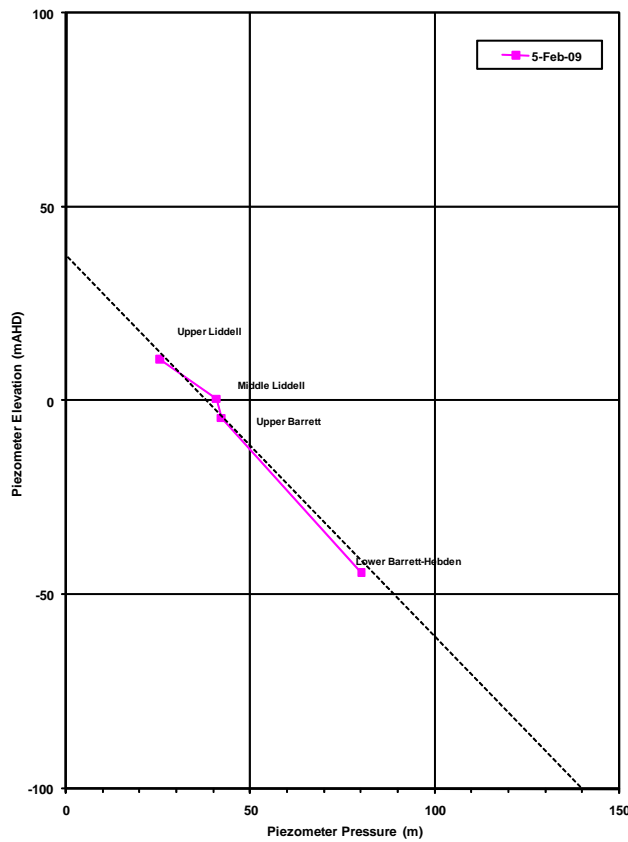 100
5-Feb-09
50
Upper Liddell
Middle Liddell
0
Upper Barrett
Lower Barrett-Hebden
-50
-100
0 50 100 150
Piezometer Pressure (m)
Piezometer Elevation (mAHD)